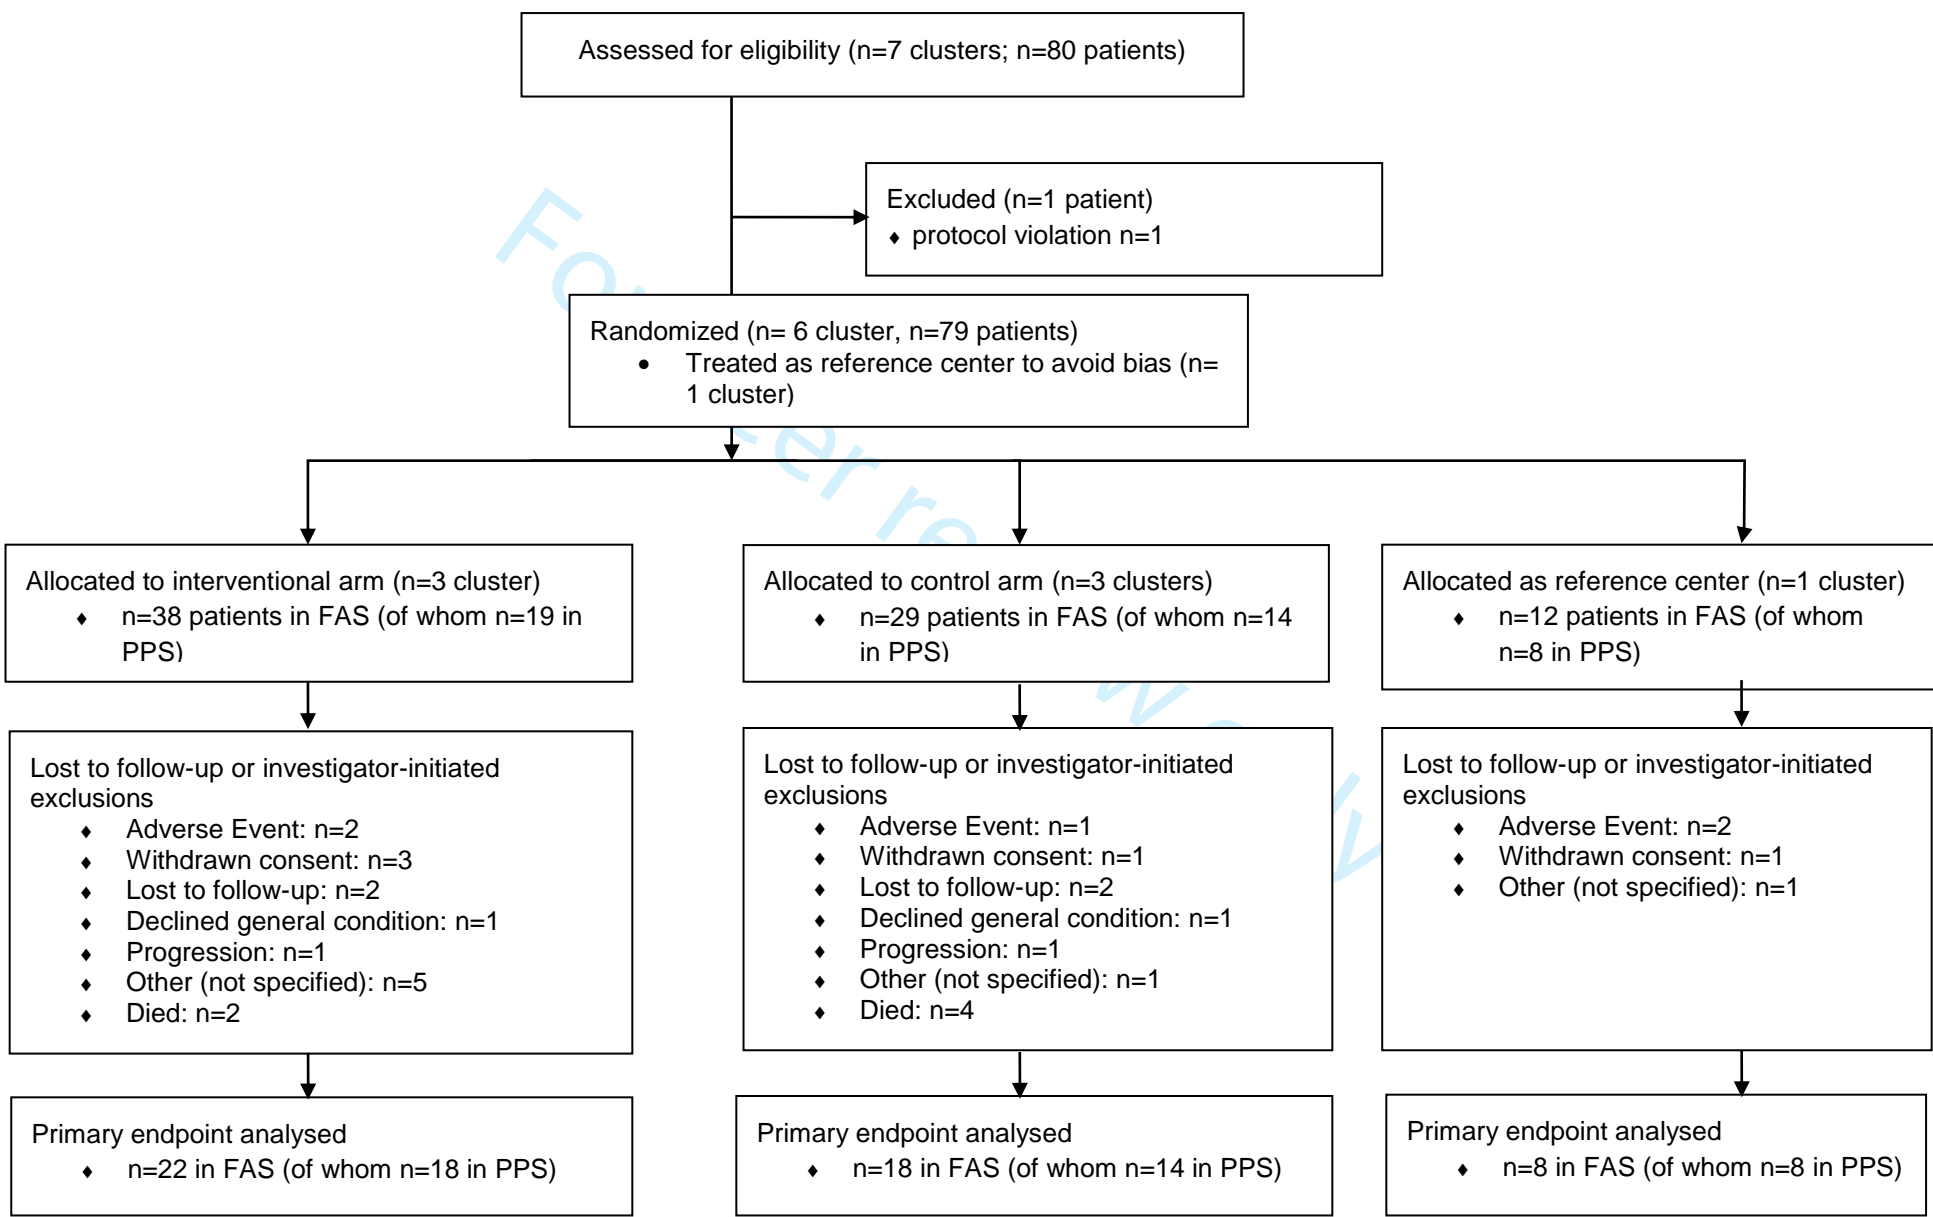 Assessed for eligibility (n=7 clusters; n=80 patients)
Excluded (n=1 patient)
♦ protocol violation n=1
Randomized (n= 6 cluster, n=79 patients)
• Treated as reference center to avoid bias (n=
1 cluster)
Allocated to interventional arm (n=3 cluster)
♦ n=38 patients in FAS (of whom n=19 in
PPS)
Allocated to control arm (n=3 clusters)
♦ n=29 patients in FAS (of whom n=14
in PPS)
Allocated as reference center (n=1 cluster)
♦ n=12 patients in FAS (of whom
n=8 in PPS)
Lost to follow-up or investigator-initiated
exclusions
♦ Adverse Event: n=2
♦ Withdrawn consent: n=3
♦ Lost to follow-up: n=2
♦ Declined general condition: n=1
♦ Progression: n=1
♦ Other (not specified): n=5
♦ Died: n=2
Lost to follow-up or investigator-initiated
exclusions
♦ Adverse Event: n=1
♦ Withdrawn consent: n=1
♦ Lost to follow-up: n=2
♦ Declined general condition: n=1
♦ Progression: n=1
♦ Other (not specified): n=1
♦ Died: n=4
Lost to follow-up or investigator-initiated
exclusions
♦ Adverse Event: n=2
♦ Withdrawn consent: n=1
♦ Other (not specified): n=1
Primary endpoint analysed
♦ n=22 in FAS (of whom n=18 in PPS)
Primary endpoint analysed
♦ n=18 in FAS (of whom n=14 in PPS)
Primary endpoint analysed
♦ n=8 in FAS (of whom n=8 in PPS)